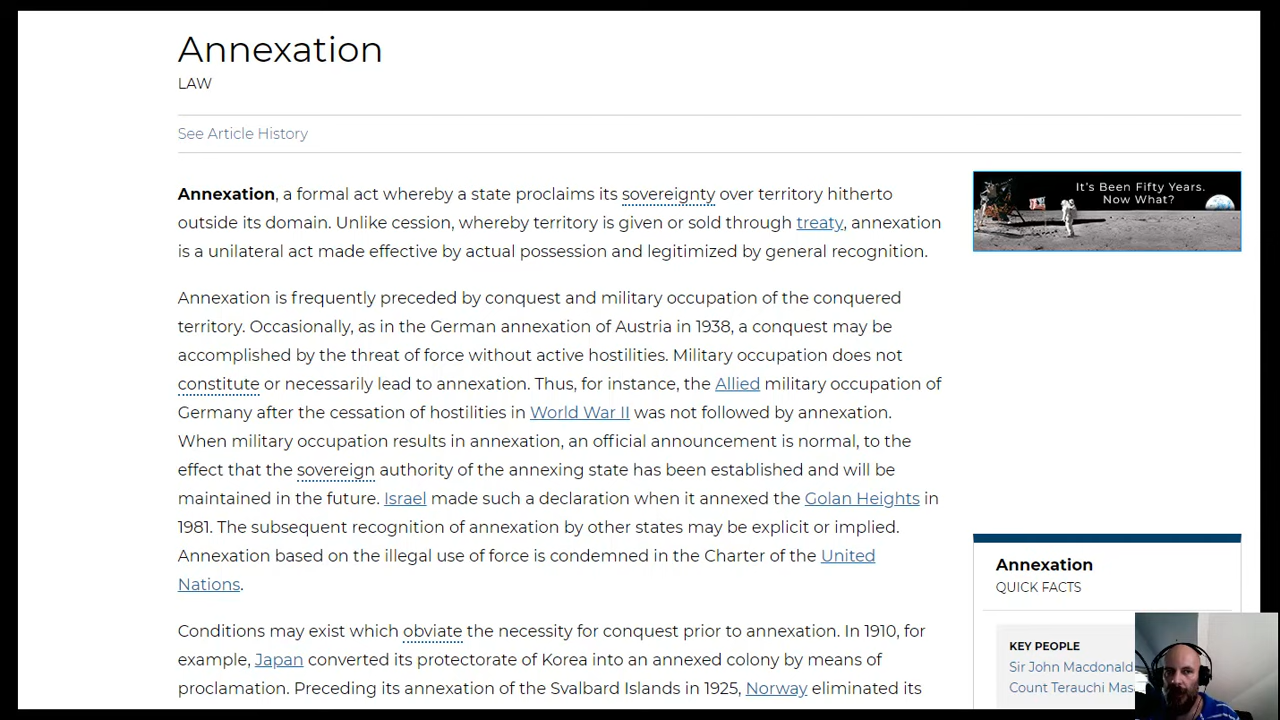 Annexation
LAW
See Article History
Annexation, a formal act whereby a state proclaims its sovereignty over territory hitherto
outside its domain. Unlike cession, whereby territory is given or sold through treaty, annexation
is a unilateral act made effective by actual possession and legitimized by general recognition.
Annexation is frequently preceded by conquest and military occupation of the conquered
territory. Occasionally, as in the German annexation of Austria in 1938, a conquest may be
accomplished by the threat of force without active hostilities. Military occupation does not
constitute or necessarily lead to annexation. Thus, for instance, the Allied military occupation of
Germany after the cessation of hostilities in World War II was not followed by annexation.
When military occupation results in annexation, an official announcement is normal, to the
effect that the sovereign authority of the annexing state has been established and will be
maintained in the future. Israel made such a declaration when it annexed the Golan Heights in
1981. The subsequent recognition of annexation by other states may be explicit or implied.
Annexation based on the illegal use of force is condemned in the Charter of the United
Nations.
Conditions may exist which obviate the necessity for conquest prior to annexation. In 1910, for
example, Japan converted its protectorate of Korea into an annexed colony by means of
proclamation. Preceding its annexation of the Svalbard Islands in 1925, Norway eliminated its
It's Been Fifty Years.
Now What?
Annexation
QUICK FACTS
KEY PEOPLE
Sir John Macdonald
Count Terauchi Mas